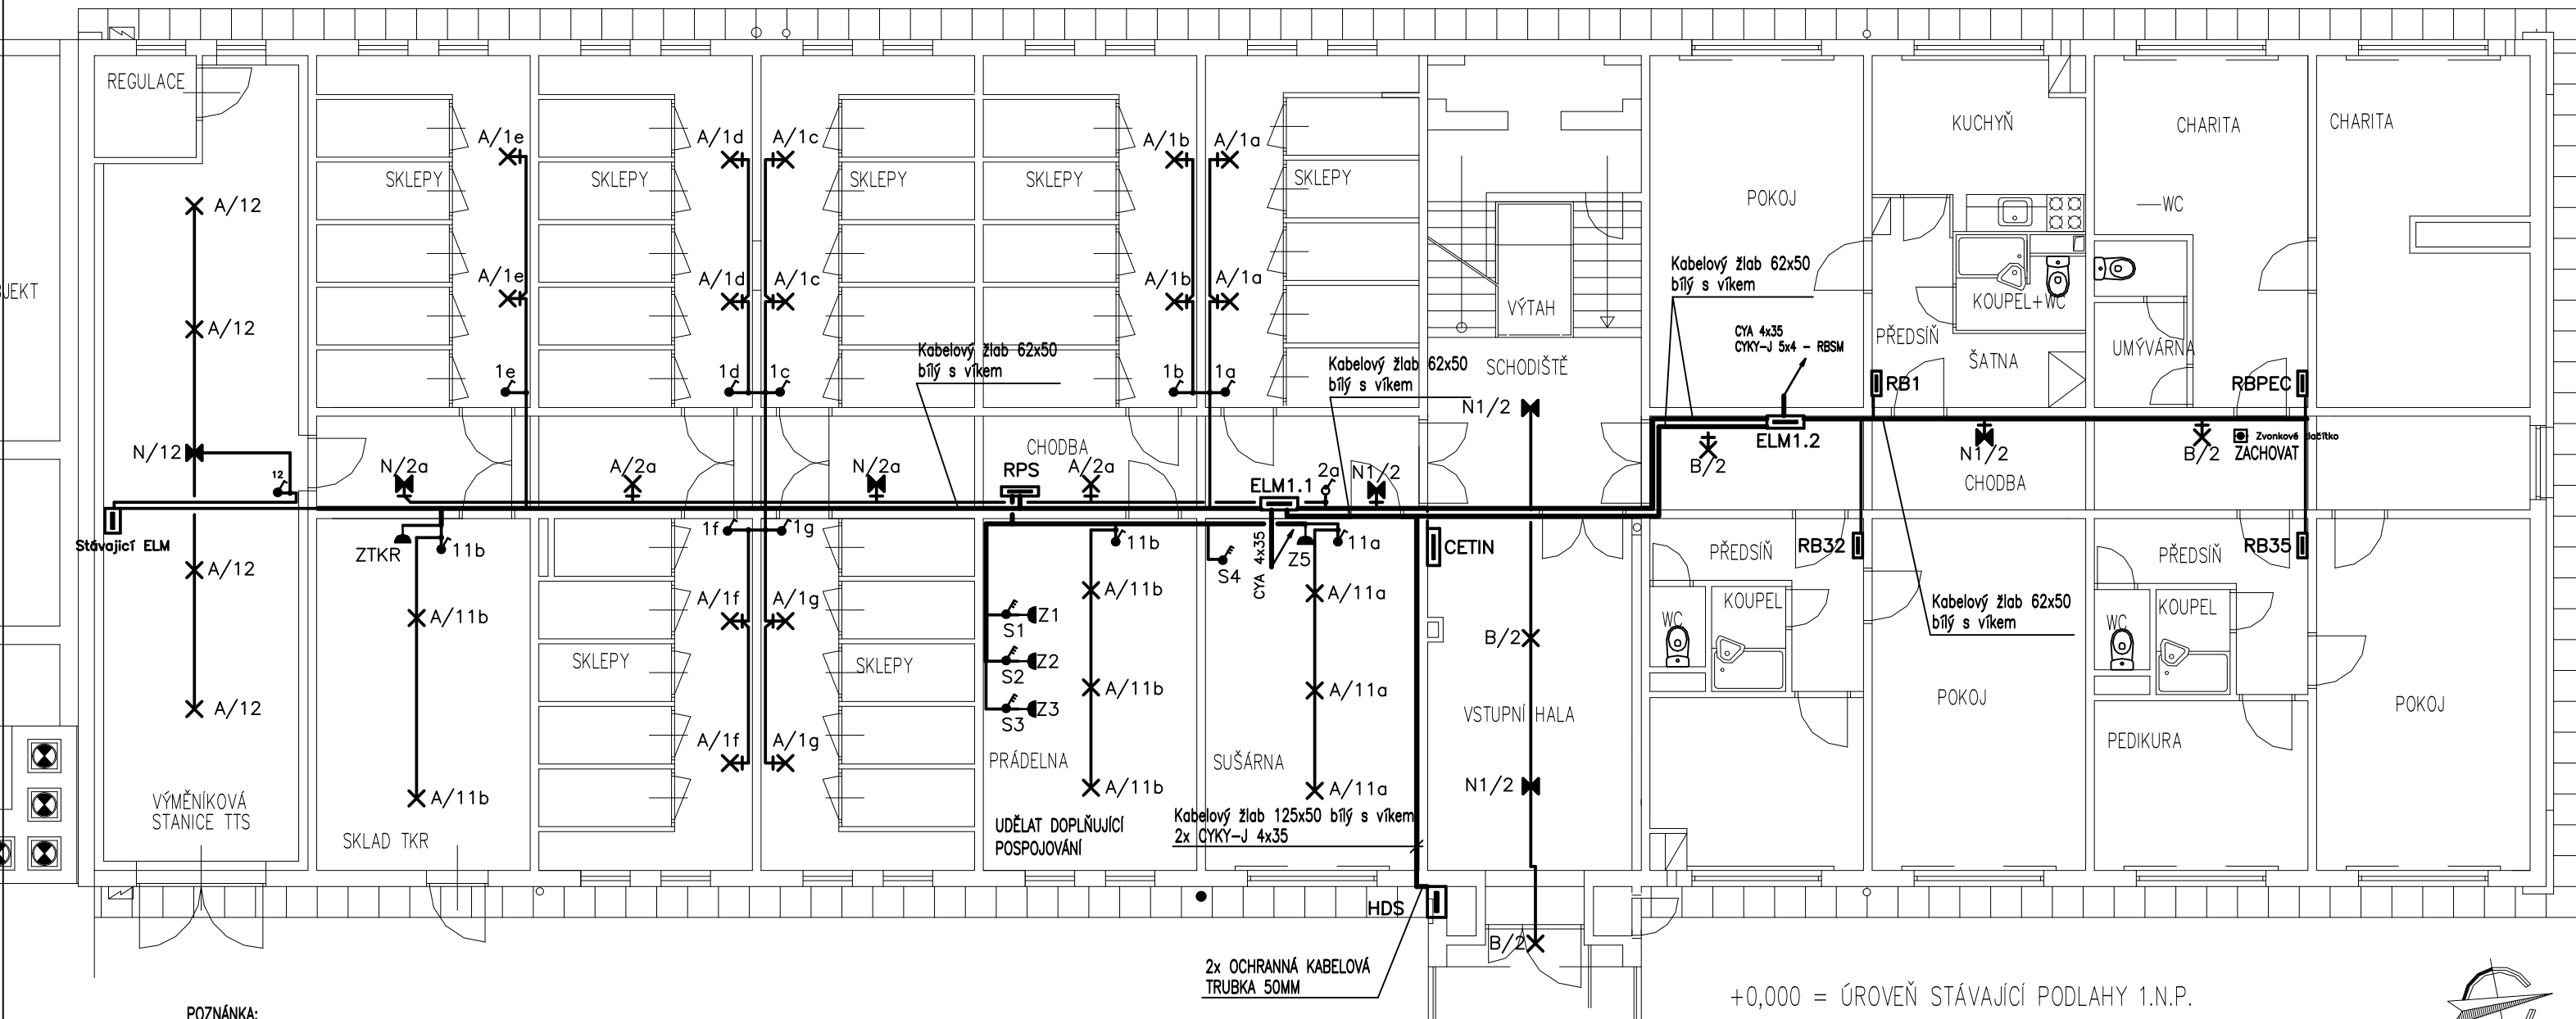 REGULACE
A/1e
A/1d
A/1c
A/1b
A/1a
SKLEPY
SKLEPY
SKLEPY
SKLEPY
SKLEPY
POKOJ
KUCHYŇ
CHARITA
CHARITA
WC
A/12
A/12
A/1e
A/1d
A/1c
A/1b
A/1a
VÝTAH
Kabelový žlab 62x50
bílý s víkem
CYA 4x35
CYKY-J 5x4 - RBSM
KOUPEL+WC
PŘEDSÍŇ
ŠATNA
UMÝVÁRNA
Kabelový žlab 62x50
bílý s víkem
Kabelový žlab 62x50
bílý s víkem
SCHODIŠTĚ
1e
1d
1c
1b
1a
N1/2
RB1
RBPEC
N/12
12
N/2a
A/2a
N/2a
CHODBA
RPS
A/2a
ELM1.1
2a
N1/2
B/2
ELM1.2
N1/2
CHODBA
B/2
Zvonkové tlačítko
ZACHOVAT
Stávajicí ELM
ZTKR
11b
1f
1g
11b
S4
CYA 4x35
Z5
11a
CETIN
PŘEDSÍŇ
RB32
PŘEDSÍŇ
RB35
A/12
A/11b
A/1f
A/1g
S1
Z1
S2
Z2
S3
Z3
A/11b
A/11a
B/2
WC
KOUPEL
WC
KOUPEL
Kabelový žlab 62x50
bílý s víkem
SKLEPY
SKLEPY
A/11b
A/11a
A/12
A/1f
A/1g
PRÁDELNA
SUŠÁRNA
VSTUPNÍ HALA
POKOJ
PEDIKURA
POKOJ
VÝMĚNÍKOVÁ
STANICE TTS
A/11b
SKLAD TKR
A/11b
A/11a
N1/2
UDĚLAT DOPLŇUJÍCÍ
POSPOJOVÁNÍ
Kabelový žlab 125x50 bílý s víkem
2x CYKY-J 4x35
HDS
B/2
2x OCHRANNÁ KABELOVÁ
TRUBKA 50MM
+0,000 = ÚROVEŇ STÁVAJÍCÍ PODLAHY 1.N.P.
POZNÁNKA: